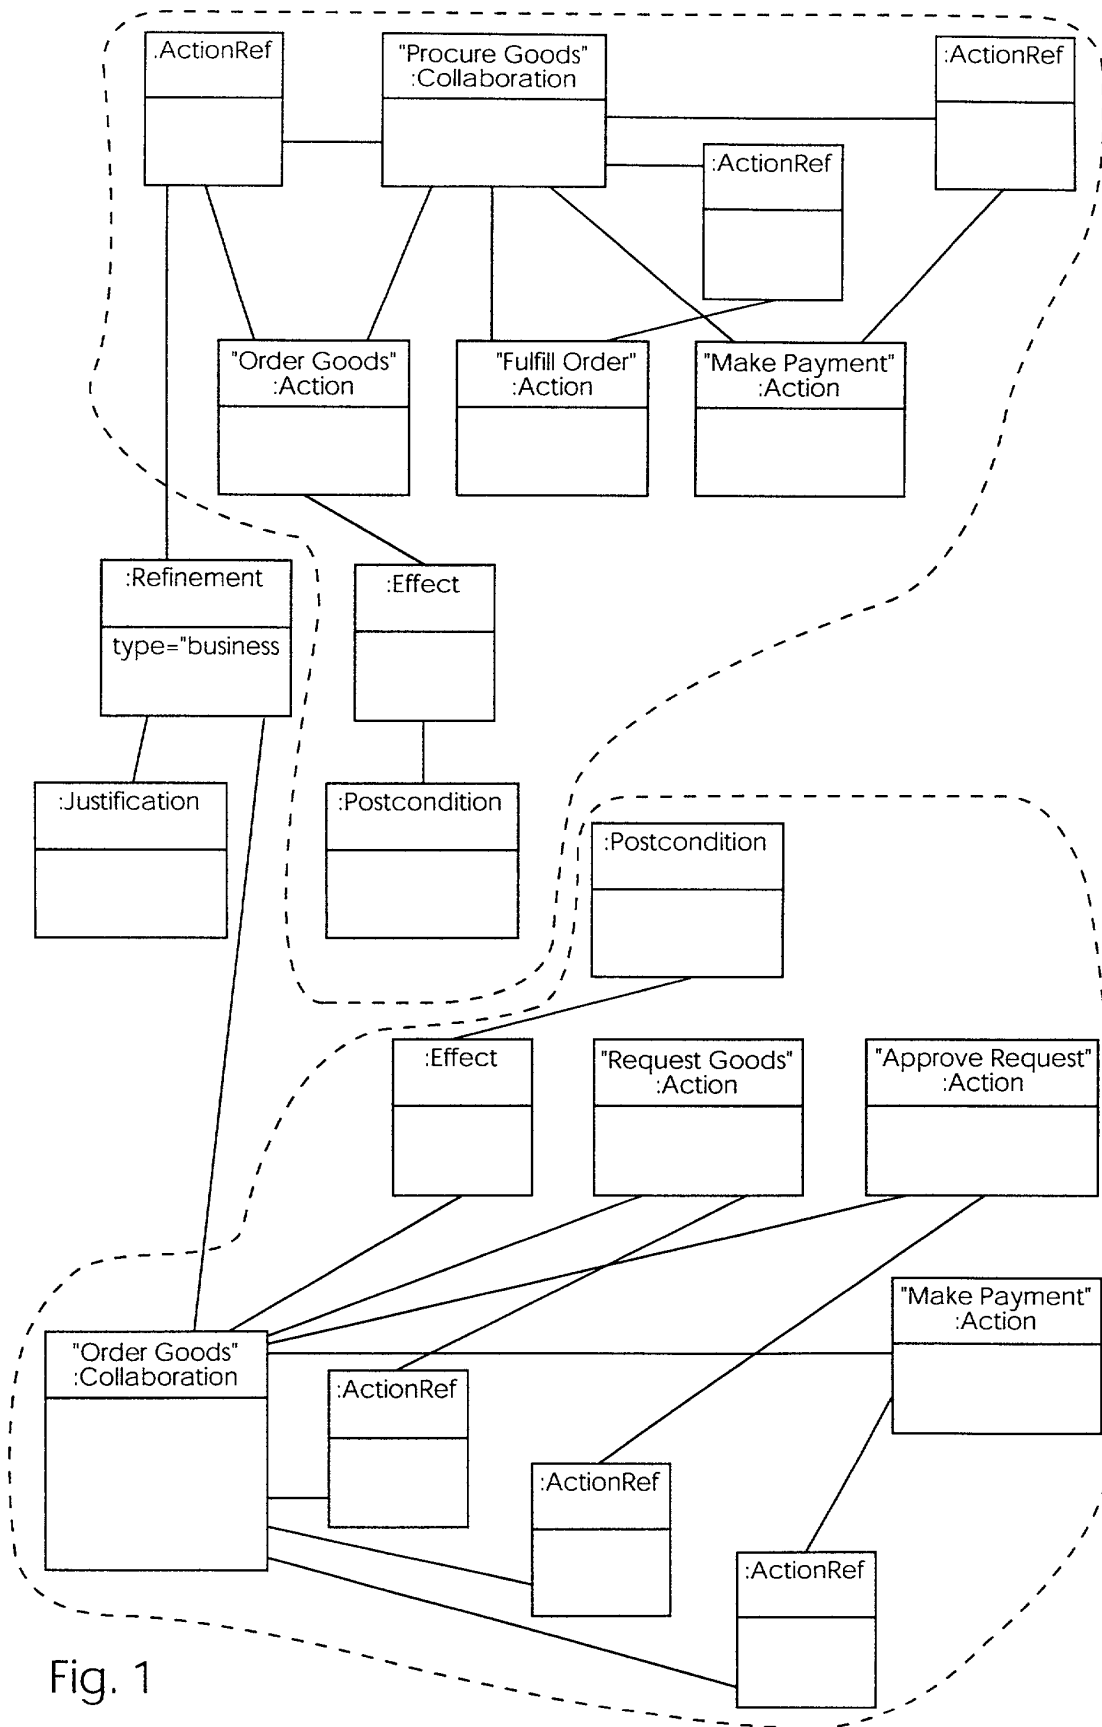 :ActionRef
"Procure Goods"
:Collaboration
:ActionRef
:ActionRef
"Order Goods"
:Action
"Fulfill Order"
:Action
"Make Payment"
:Action
:Refinement
type="business
:Effect
:Justification
:Postcondition
:Postcondition
:Effect
"Request Goods"
:Action
"Approve Request"
:Action
"Make Payment"
:Action
"Order Goods"
:Collaboration
:ActionRef
:ActionRef
:ActionRef
Fig. 1